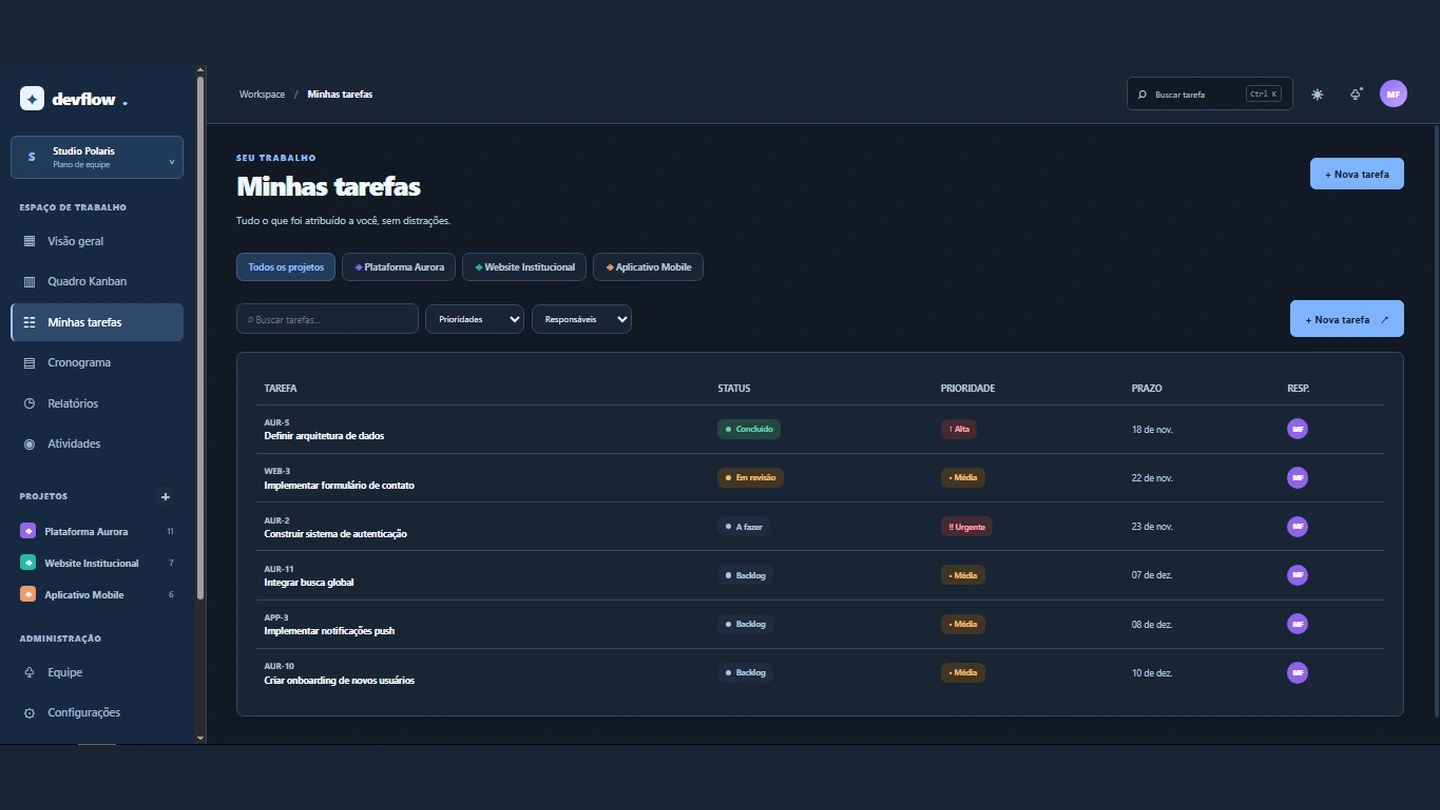 devflow .
S
Studio Polaris
Plano de equipe
ESPAÇO DE TRABALHO
Visão geral
Quadro Kanban
Minhas tarefas
Cronograma
Relatórios
Atividades
PROJETOS +
Plataforma Aurora 11
Website Institucional 7
Aplicativo Mobile 6
ADMINISTRAÇÃO
Equipe
Configurações
Workspace / Minhas tarefas
Buscar tarefa Ctrl K
MF
SEU TRABALHO
Minhas tarefas
Tudo o que foi atribuído a você, sem distrações.
+ Nova tarefa
Todos os projetos Plataforma Aurora Website Institucional Aplicativo Mobile
Buscar tarefas... Prioridades Responsáveis + Nova tarefa ↗
TAREFA STATUS PRIORIDADE PRAZO RESP.
AUR-5
Definir arquitetura de dados Concluído ↑ Alta 18 de nov. MF
WEB-3
Implementar formulário de contato Em revisão • Média 22 de nov. MF
AUR-2
Construir sistema de autenticação A fazer !! Urgente 23 de nov. MF
AUR-11
Integrar busca global Backlog • Média 07 de dez. MF
APP-3
Implementar notificações push Backlog • Média 08 de dez. MF
AUR-10
Criar onboarding de novos usuários Backlog • Média 10 de dez. MF